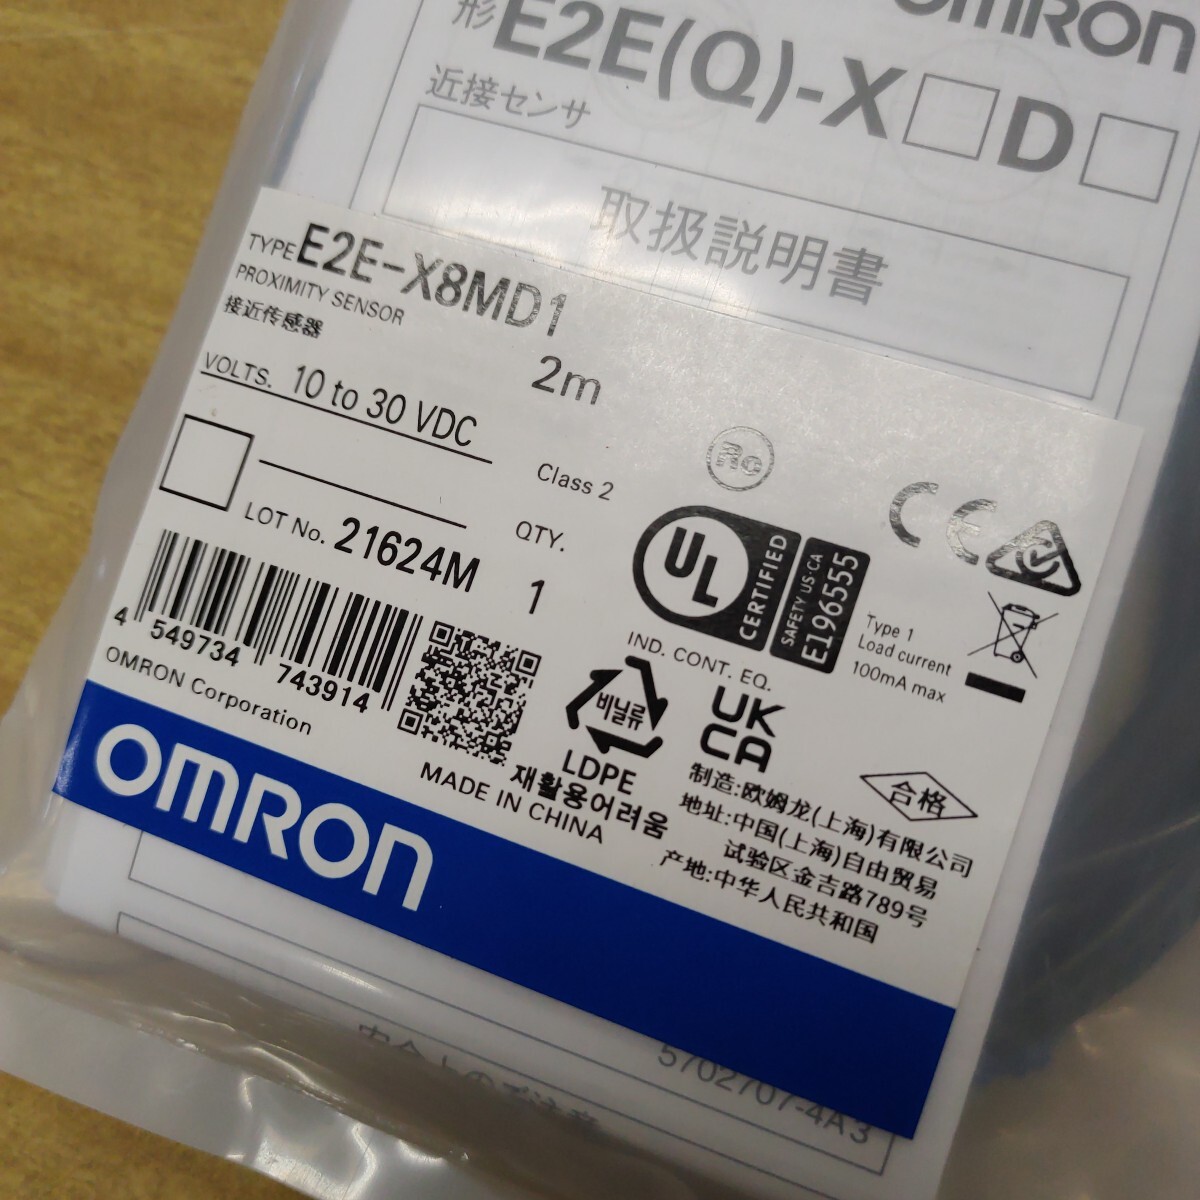 OMRON
形E2E(Q)-X□D□
近接センサ
取扱説明書
TYPE E2E-X8MD1
PROXIMITY SENSOR
接近传感器
2m
VOLTS. 10 to 30 VDC
Class 2
LOT No. 21624M
QTY.
1
4 549734 743914
OMRON Corporation
UL CERTIFIED
SAFETY US-CA
E196555
IND. CONT. EQ.
CE
Type 1
Load current
100mA max
비닐류
LDPE
재활용어려움
UK
CA
MADE IN CHINA
合格
制造:欧姆龙(上海)有限公司
地址:中国(上海)自由贸易
试验区金吉路789号
产地:中华人民共和国
OMRON
5702707-4A3